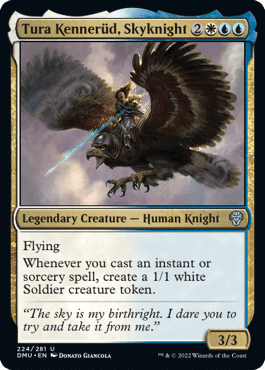 Tura Kennerüd, Skyknight 2
Legendary Creature — Human Knight
Flying
Whenever you cast an instant or
sorcery spell, create a 1/1 white
Soldier creature token.
"The sky is my birthright. I dare you to
try and take it from me."
3/3
224/281 U
DMU • EN DONATO GIANCOLA
™ & © 2022 Wizards of the Coast